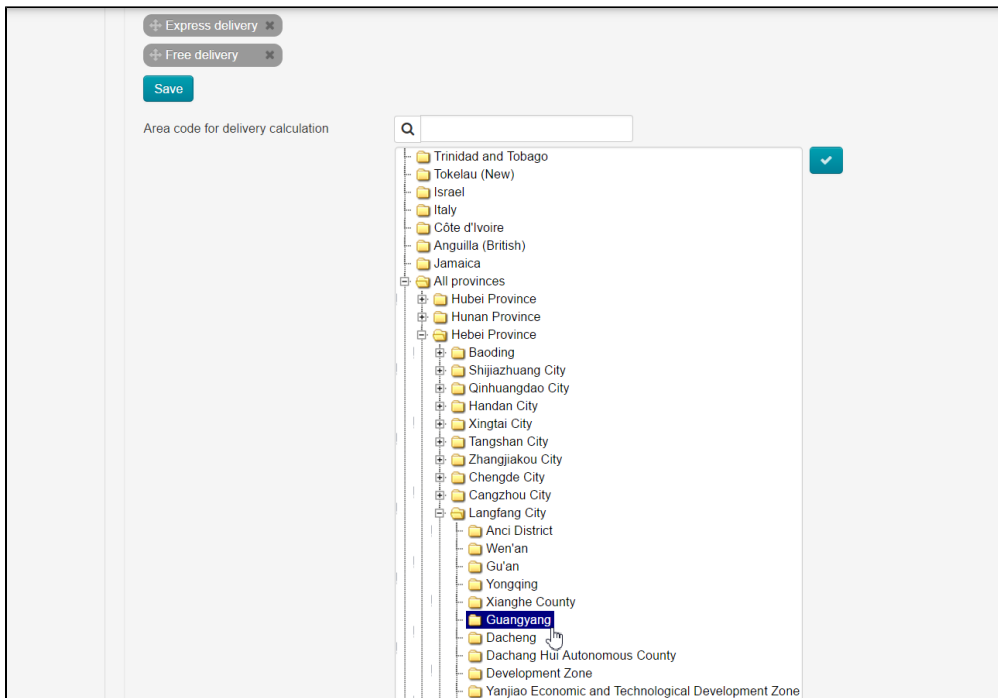 Express delivery
Free delivery
Save
Area code for delivery calculation
Trinidad and Tobago
Tokelau (New)
Israel
Italy
Côte d'Ivoire
Anguilla (British)
Jamaica
All provinces
Hubei Province
Hunan Province
Hebei Province
Baoding
Shijiazhuang City
Qinhuangdao City
Handan City
Xingtai City
Tangshan City
Zhangjiakou City
Chengde City
Cangzhou City
Langfang City
Anci District
Wen'an
Gu'an
Yongqing
Xianghe County
Guangyang
Dacheng
Dachang Hui Autonomous County
Development Zone
Yanjiao Economic and Technological Development Zone